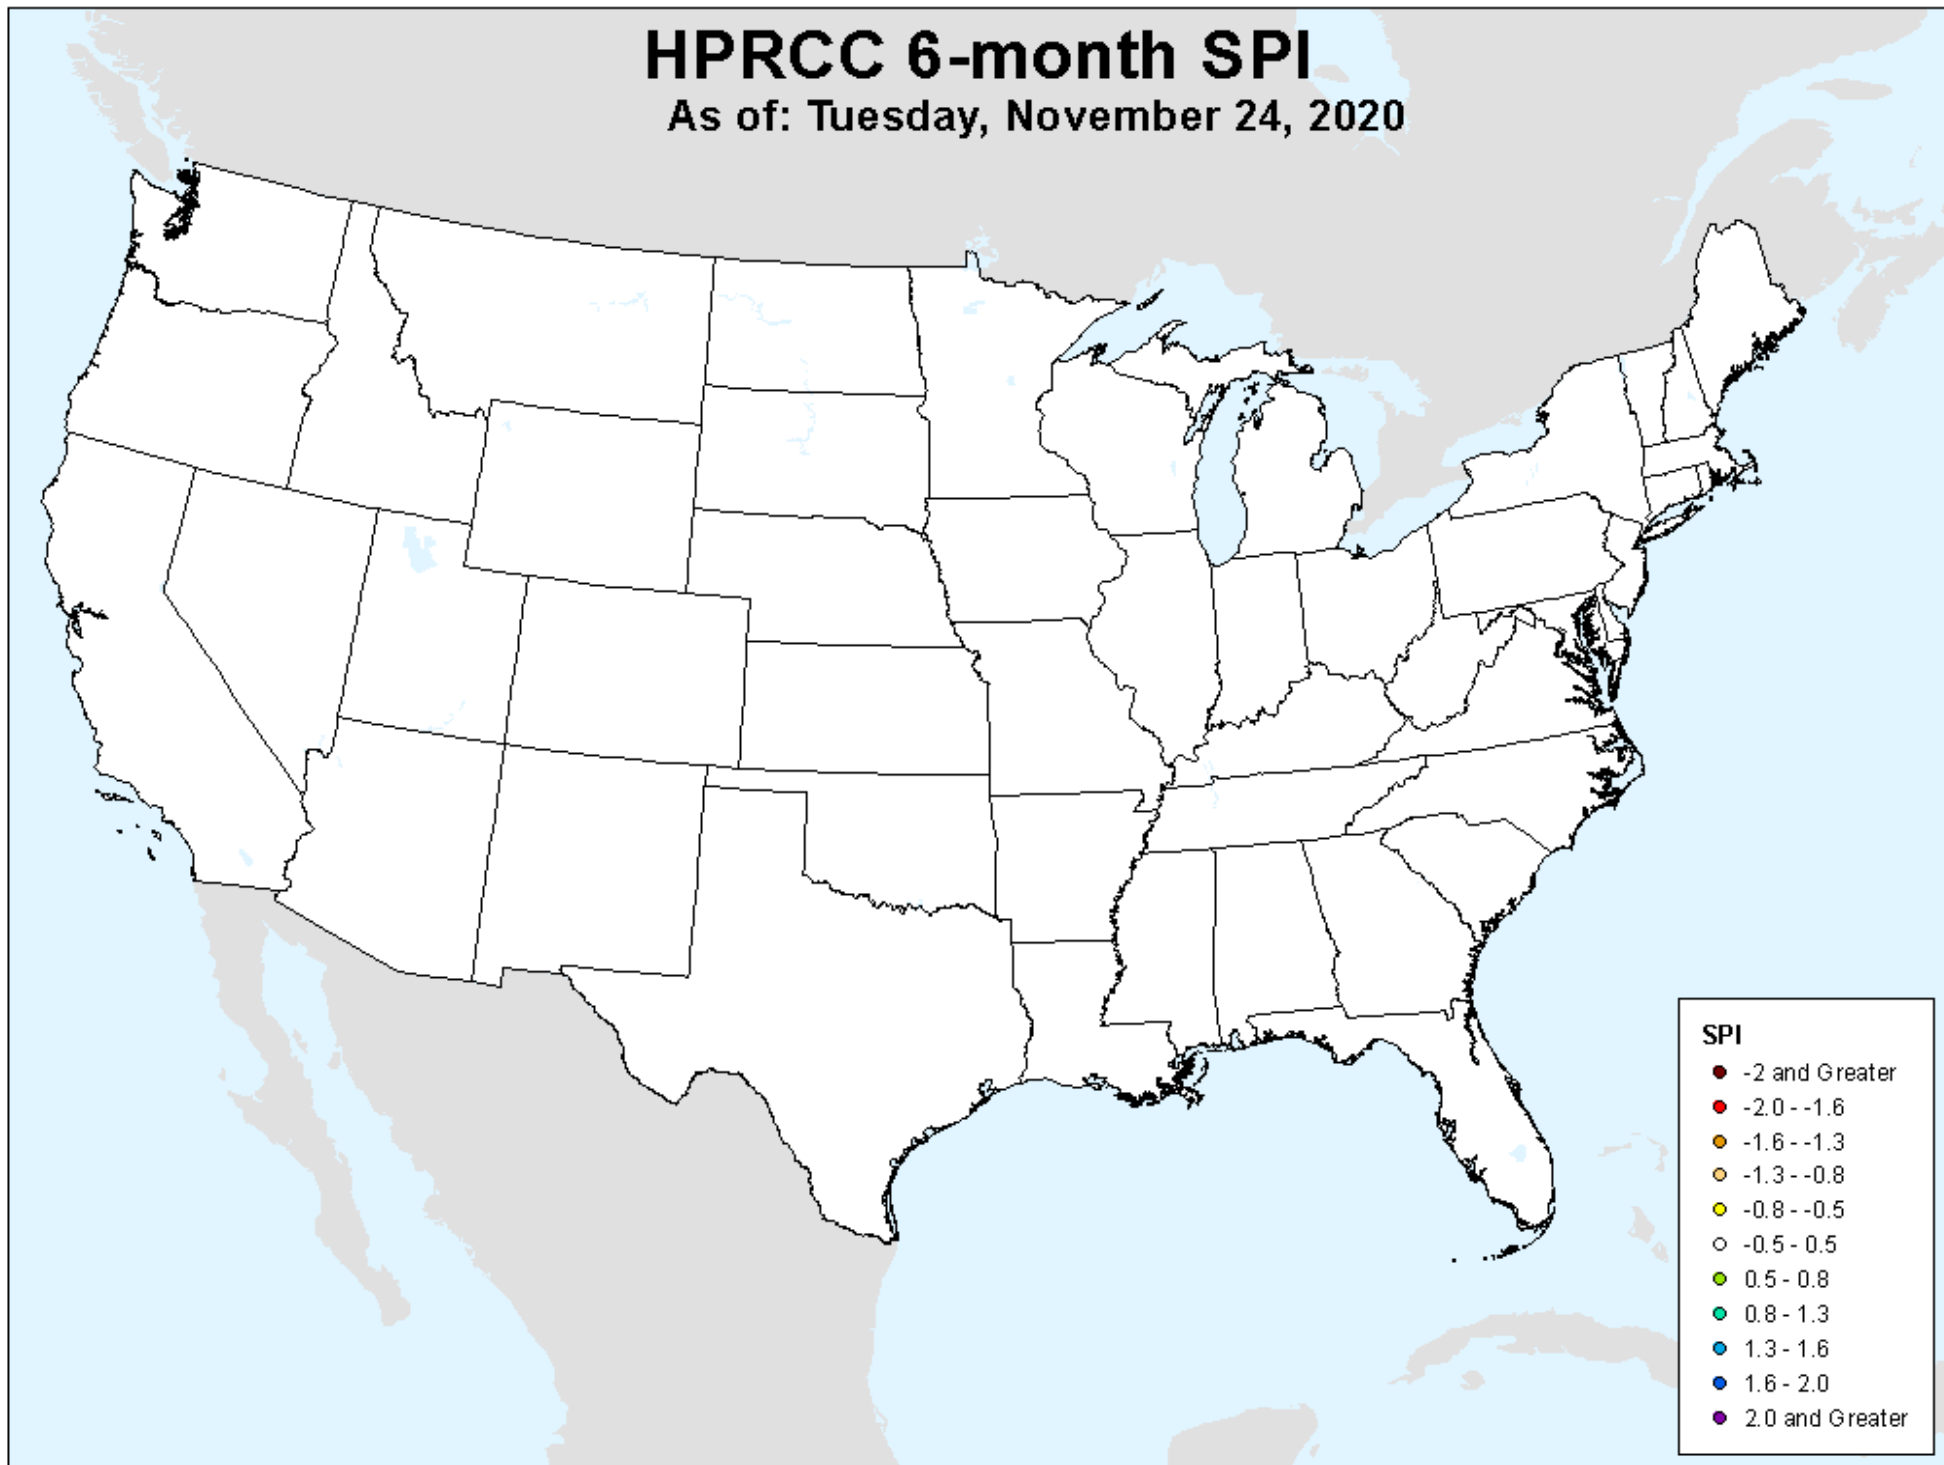 HPRCC 6-month SPI
As of: Tuesday, November 24, 2020
SPI
-2 and Greater
-2.0 - -1.6
-1.6 - -1.3
-1.3 - -0.8
-0.8 - -0.5
-0.5 - 0.5
0.5 - 0.8
0.8 - 1.3
1.3 - 1.6
1.6 - 2.0
2.0 and Greater